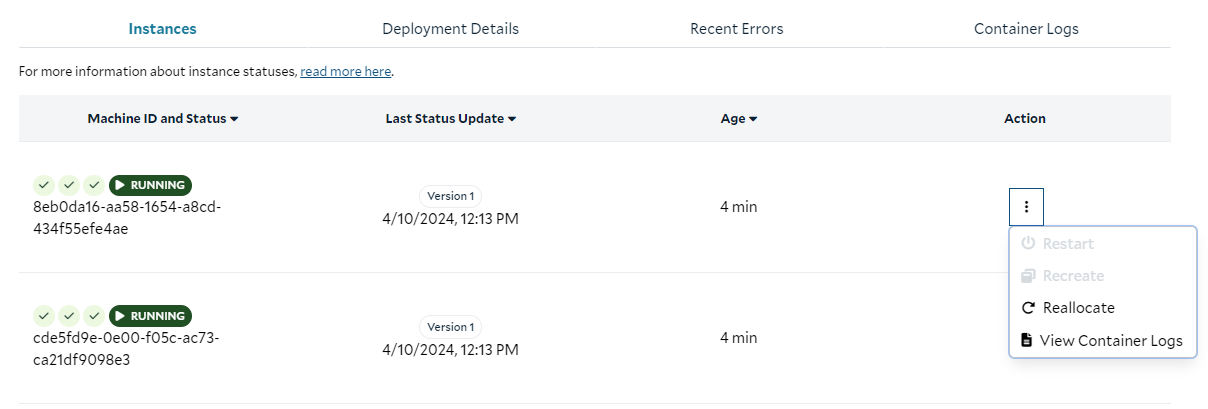 Instances Deployment Details Recent Errors Container Logs
For more information about instance statuses, read more here.
Machine ID and Status Last Status Update Age Action
RUNNING
8eb0da16-aa58-1654-a8cd-
434f55efe4ae
Version 1
4/10/2024, 12:13 PM
4 min
Restart
Recreate
Reallocate
View Container Logs
RUNNING
cde5fd9e-0e00-f05c-ac73-
ca21df9098e3
Version 1
4/10/2024, 12:13 PM
4 min